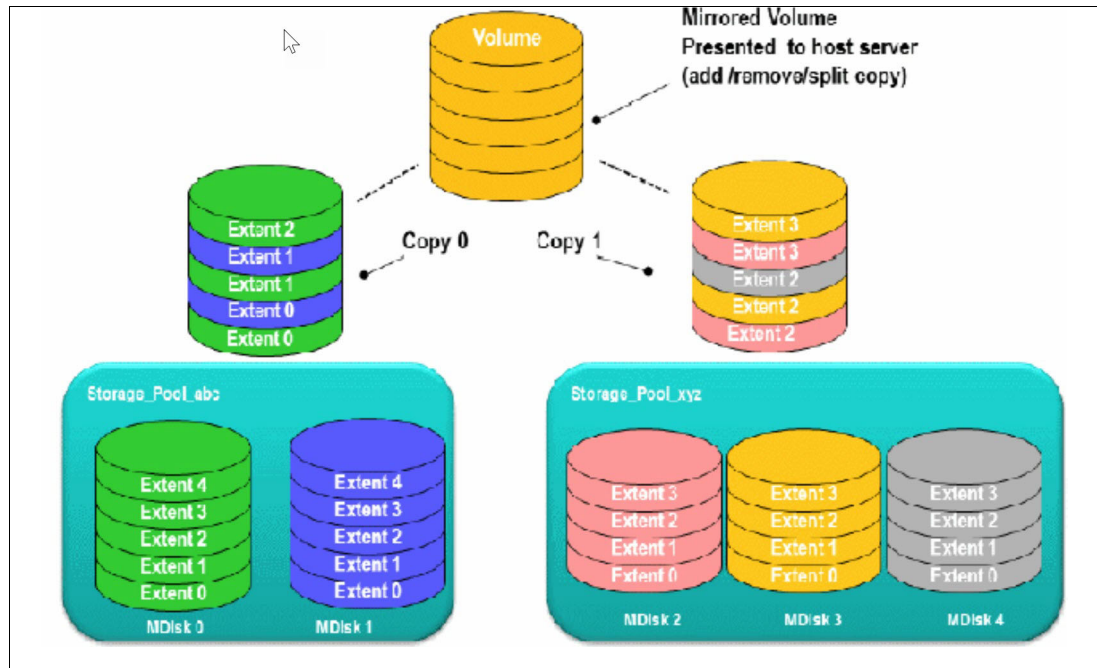 Volume
Mirrored Volume
Presented to host server
(add /remove/split copy)
Extent 2
Extent 1
Extent 1
Extent 0
Extent 0
Copy 0
Copy 1
Extent 3
Extent 3
Extent 2
Extent 2
Extent 2
Storage_Pool_abc
Extent 4
Extent 3
Extent 2
Extent 1
Extent 0
MDisk 0
Extent 4
Extent 3
Extent 2
Extent 1
Extent 0
MDisk 1
Storage_Pool_xyz
Extent 3
Extent 2
Extent 1
Extent 0
MDisk 2
Extent 3
Extent 2
Extent 1
Extent 0
MDisk 3
Extent 3
Extent 2
Extent 1
Extent 0
MDisk 4